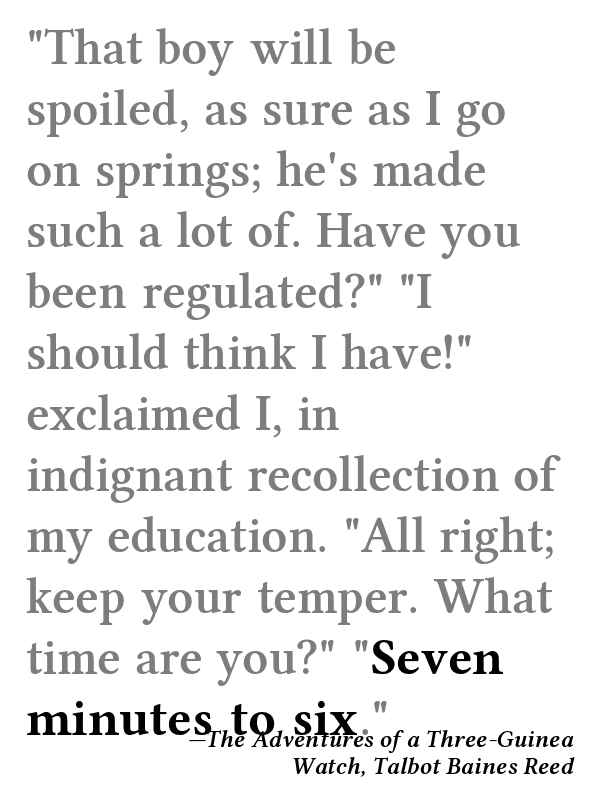 "That boy will be
spoiled, as sure as I go
on springs; he's made
such a lot of. Have you
been regulated?" "I
should think I have!"
exclaimed I, in
indignant recollection of
my education. "All right;
keep your temper. What
time are you?" "Seven
minutes to six."
—The Adventures of a Three-Guinea
Watch, Talbot Baines Reed